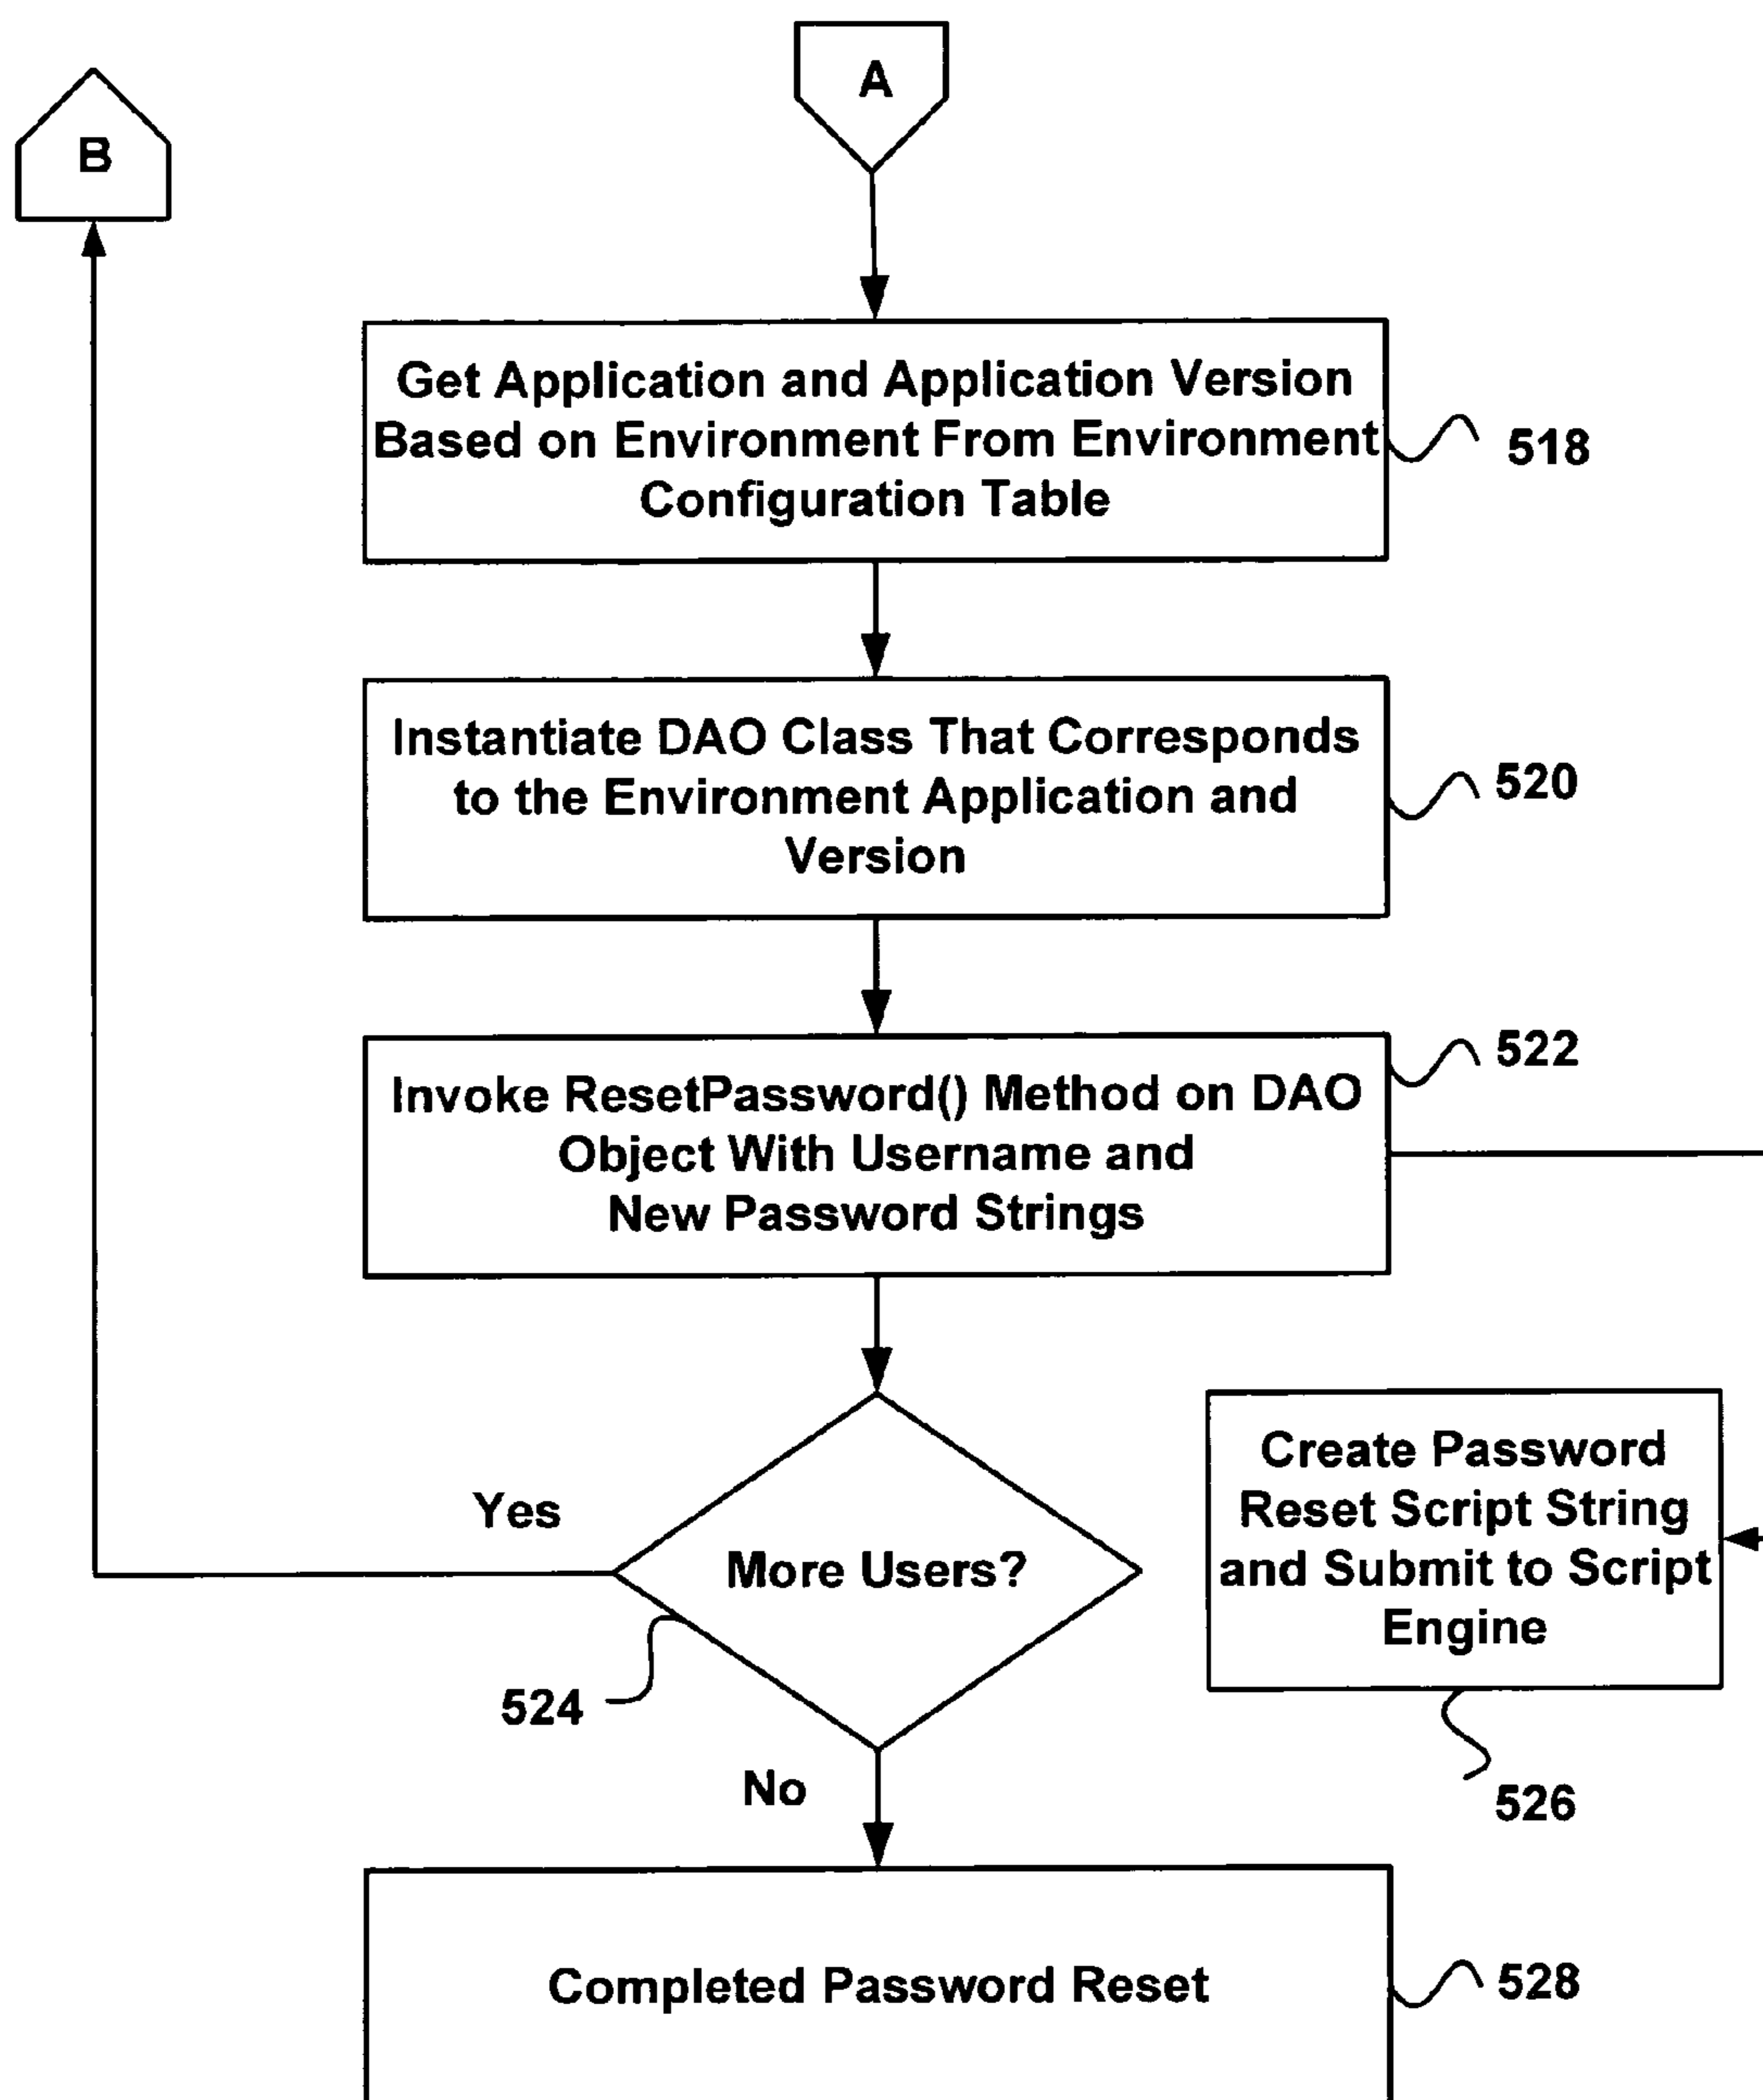 A
B
Get Application and Application Version
Based on Environment From Environment
Configuration Table
518
Instantiate DAO Class That Corresponds
to the Environment Application and
Version
520
Invoke ResetPassword() Method on DAO
Object With Username and
New Password Strings
522
Yes
More Users?
524
Create Password
Reset Script String
and Submit to Script
Engine
526
No
Completed Password Reset
528